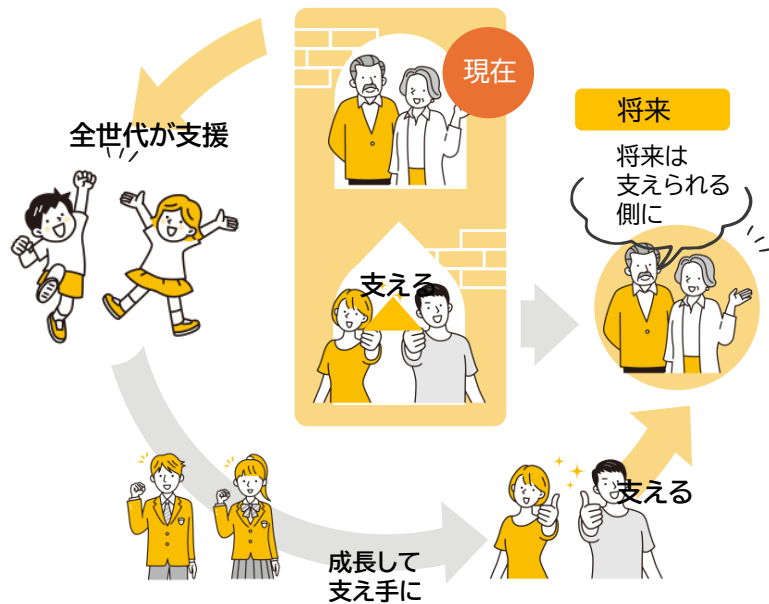 現在
全世代が支援
将来
将来は
支えられる
側に
支える
支える
成長して
支え手に